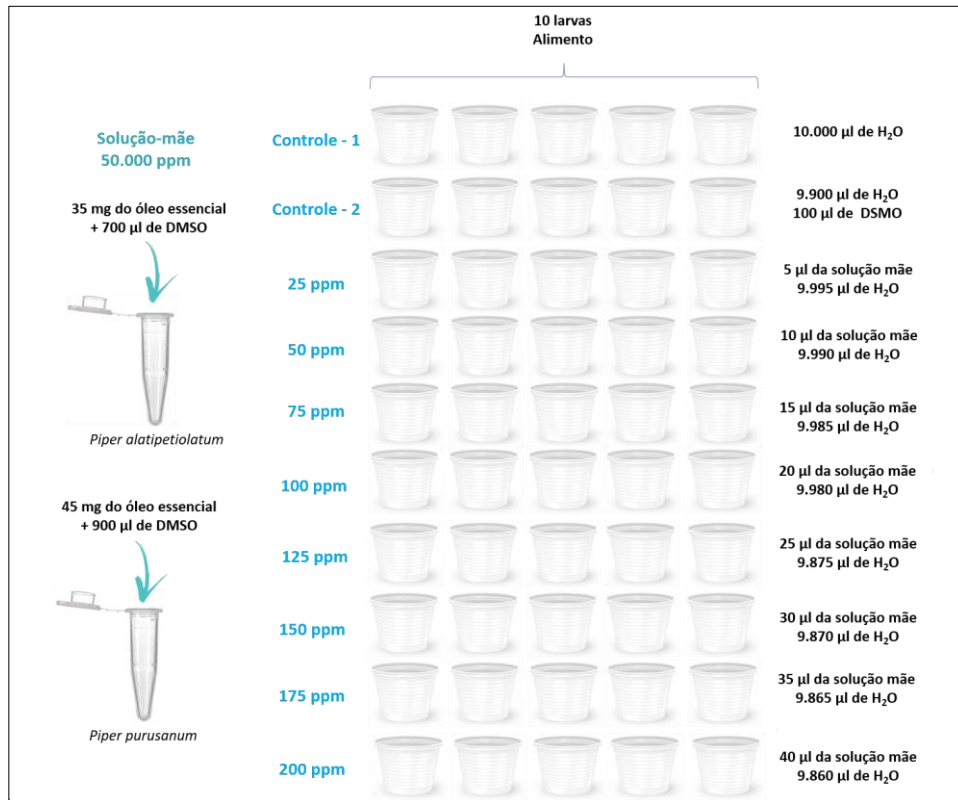 10 larvas
Alimento
Solução-mãe
50.000 ppm
35 mg do óleo essencial
+ 700 µl de DMSO
Piper alatipetiolatum
45 mg do óleo essencial
+ 900 µl de DMSO
Piper purusanum
Controle - 1
10.000 µl de H₂O
Controle - 2
9.900 µl de H₂O
100 µl de DSMO
25 ppm
5 µl da solução mãe
9.995 µl de H₂O
50 ppm
10 µl da solução mãe
9.990 µl de H₂O
75 ppm
15 µl da solução mãe
9.985 µl de H₂O
100 ppm
20 µl da solução mãe
9.980 µl de H₂O
125 ppm
25 µl da solução mãe
9.875 µl de H₂O
150 ppm
30 µl da solução mãe
9.870 µl de H₂O
175 ppm
35 µl da solução mãe
9.865 µl de H₂O
200 ppm
40 µl da solução mãe
9.860 µl de H₂O